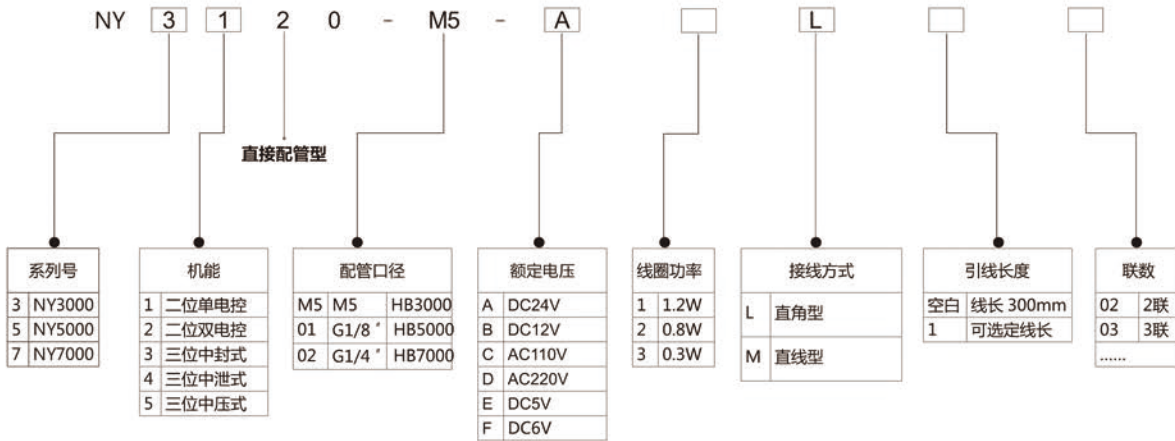 NY 3 1 2 0 - M5 - A L
直接配管型
系列号
3 NY3000
5 NY5000
7 NY7000
机能
1 二位单电控
2 二位双电控
3 三位中封式
4 三位中泄式
5 三位中压式
配管口径
M5 M5 HB3000
01 G1/8 " HB5000
02 G1/4 " HB7000
额定电压
A DC24V
B DC12V
C AC110V
D AC220V
E DC5V
F DC6V
线圈功率
1 1.2W
2 0.8W
3 0.3W
接线方式
L 直角型
M 直线型
引线长度
空白 线长 300mm
1 可选定线长
联数
02 2联
03 3联
......